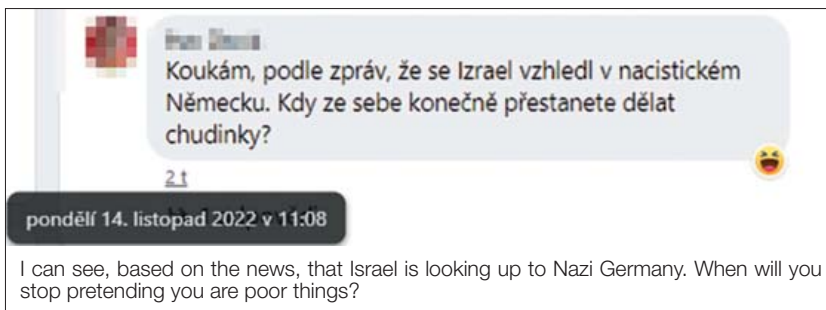 Koukám, podle zpráv, že se Izrael vzhledl v nacistickém
Německu. Kdy ze sebe konečně přestanete dělat
chudinky?
2 t
pondělí 14. listopad 2022 v 11:08
I can see, based on the news, that Israel is looking up to Nazi Germany. When will you
stop pretending you are poor things?